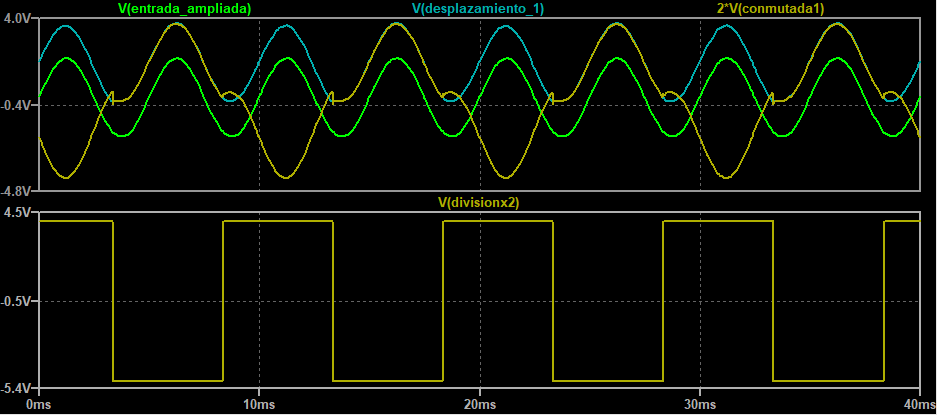 V(entrada_ampliada) V(desplazamiento_1) 2*V(conmutada1)
4.0V
-0.4V
-4.8V
V(divisionx2)
4.5V
-0.5V
-5.4V
0ms 10ms 20ms 30ms 40ms